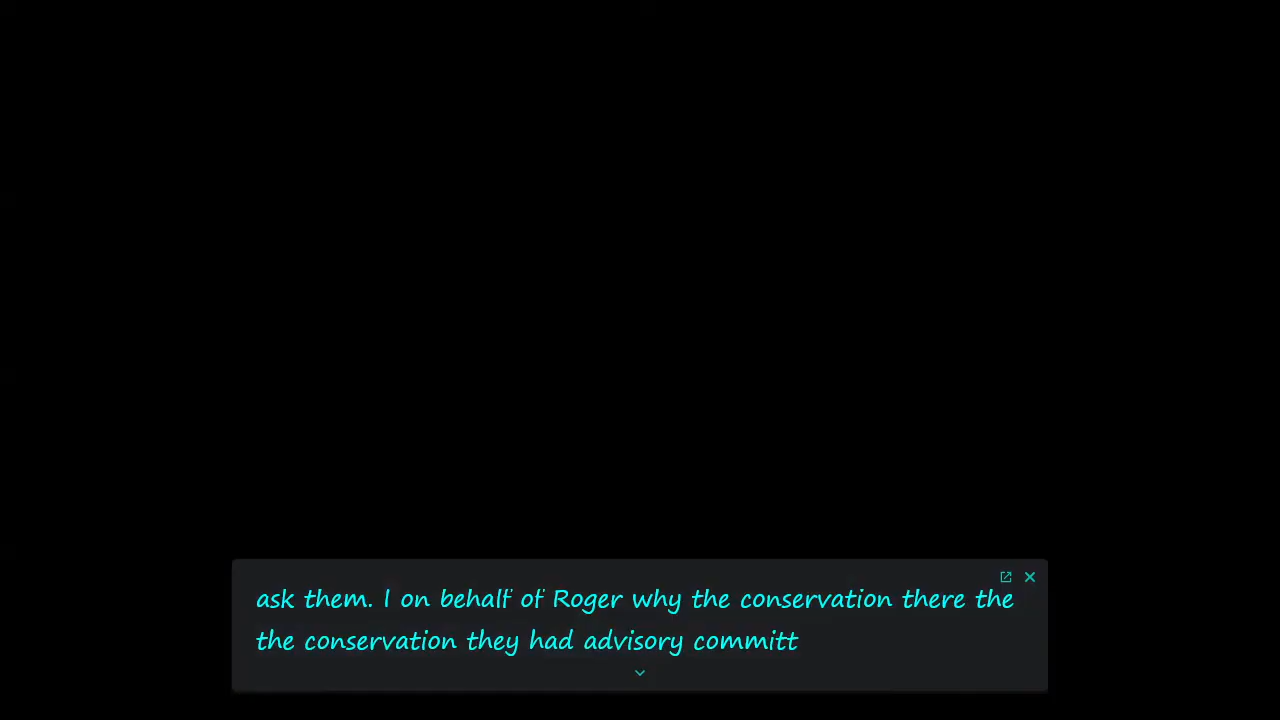 ask them. I on behalf of Roger why the conservation there the
the conservation they had advisory committ